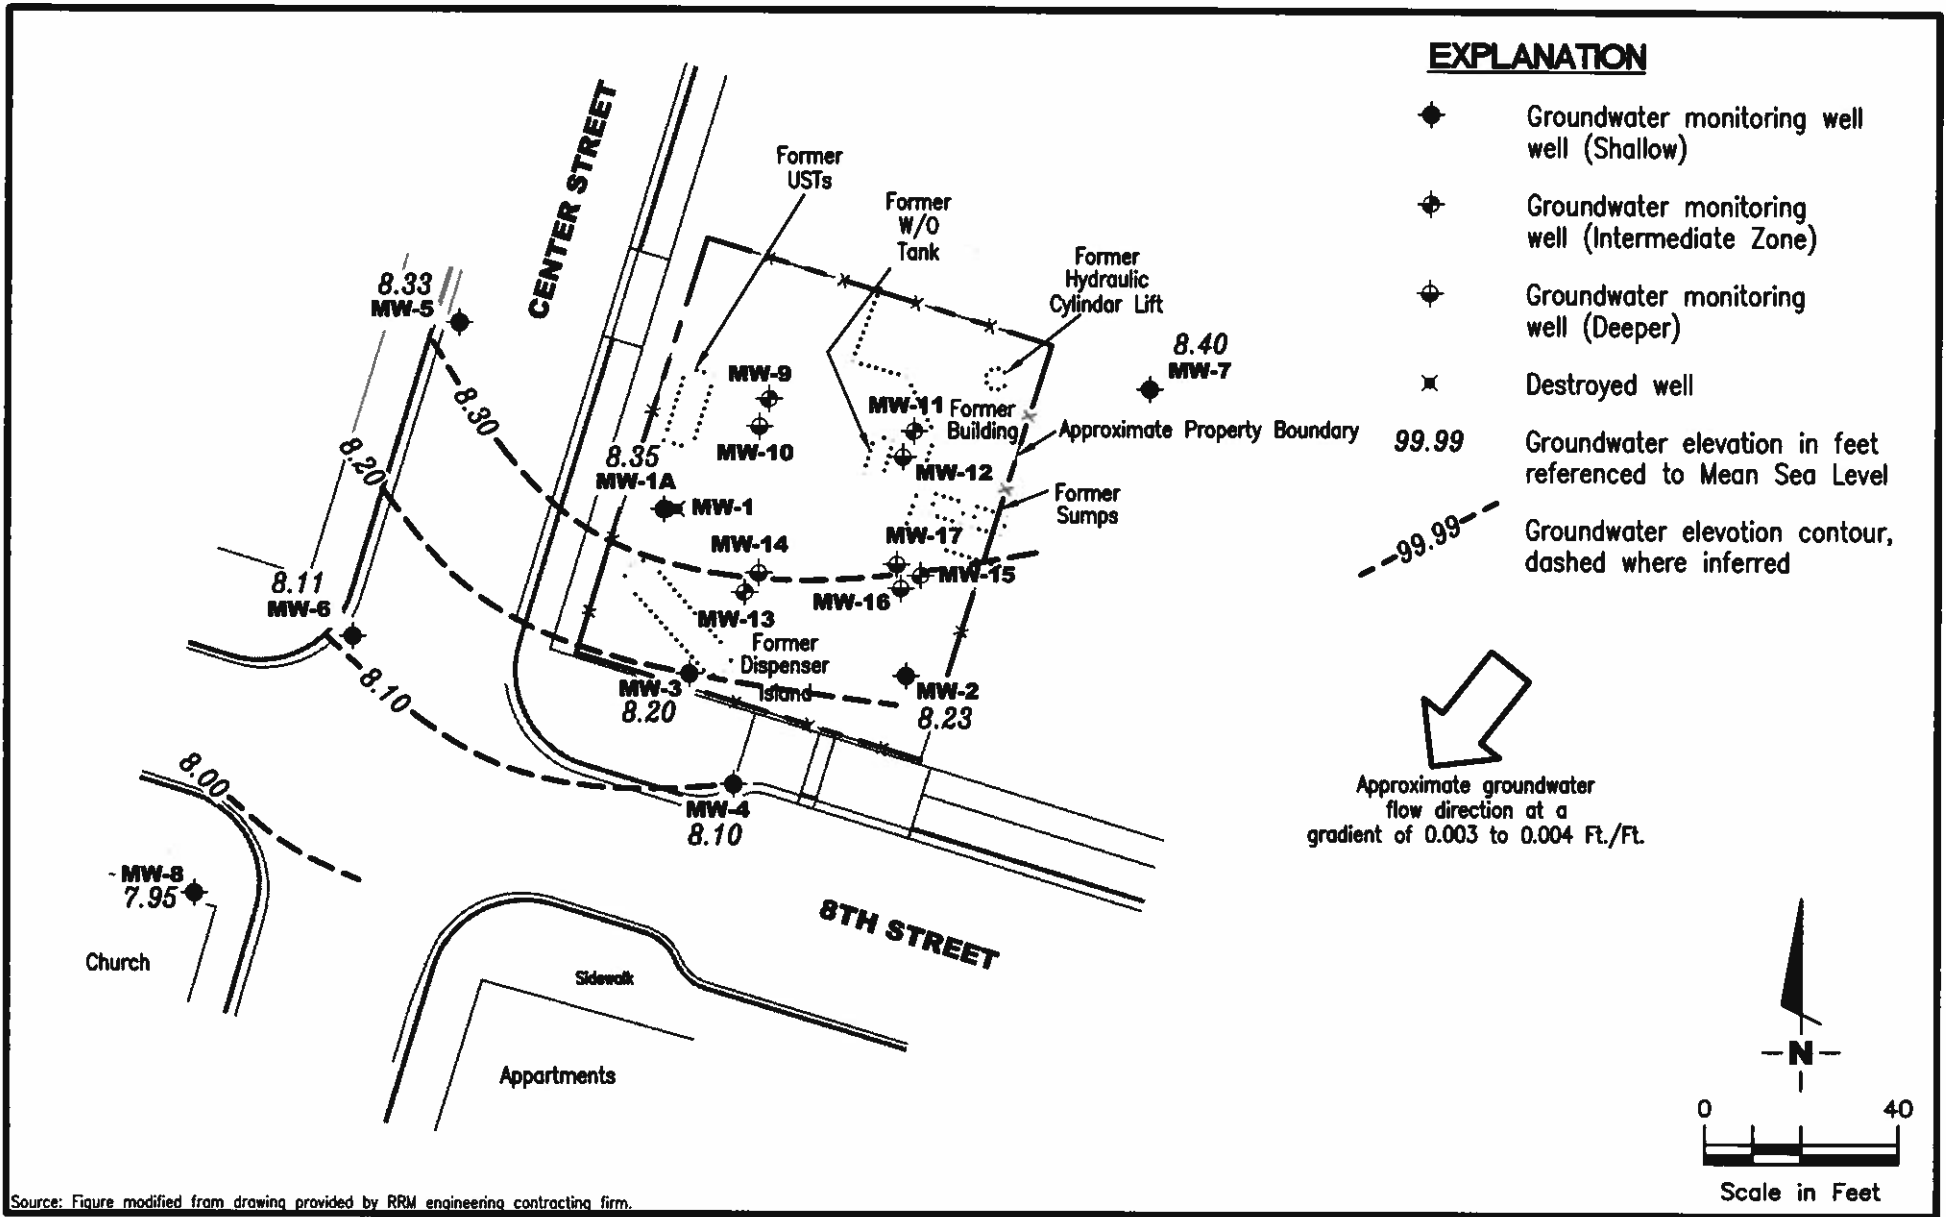 EXPLANATION
Groundwater monitoring well
well (Shallow)
Groundwater monitoring
well (Intermediate Zone)
Groundwater monitoring
well (Deeper)
Destroyed well
99.99
Groundwater elevation in feet
referenced to Mean Sea Level
99.99
Groundwater elevation contour,
dashed where inferred
Approximate groundwater
flow direction at a
gradient of 0.003 to 0.004 Ft./Ft.
N
0 40
Scale in Feet
CENTER STREET
Former
USTs
Former
W/O
Tank
Former
Hydraulic
Cylindar Lift
8.33
MW-5
8.40
MW-7
8.30
MW-9
MW-11
Former
Building
Approximate Property Boundary
8.20
MW-10
8.35
MW-1A
MW-12
MW-1
Former
Sumps
MW-14
MW-17
MW-15
8.11
MW-6
MW-13
MW-16
Former
Dispenser
Island
8.10
MW-3
8.20
MW-2
8.23
8.00
MW-4
8.10
MW-8
7.95
8TH STREET
Church
Sidewalk
Appartments
Source: Figure modified from drawing provided by RRM engineering contracting firm.